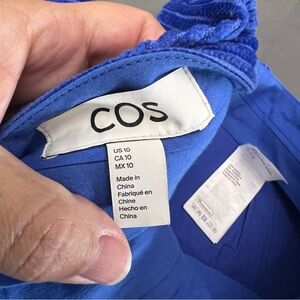 COS
US 10
CA 10
MX 10
Made in
China
Fabriqué en
Chine
Hecho en
China